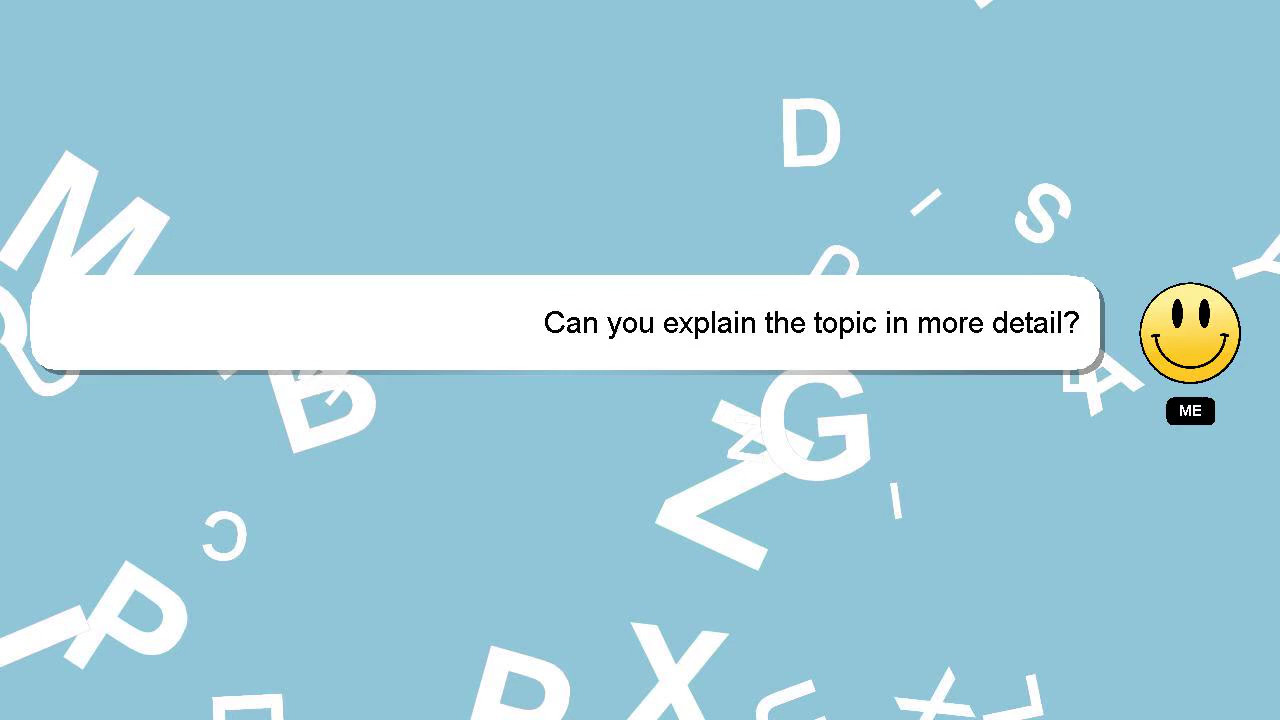 Can you explain the topic in more detail?
ME
D
I
S
Y
M
B
G
A
Z
Z
I
C
P
P
X
X